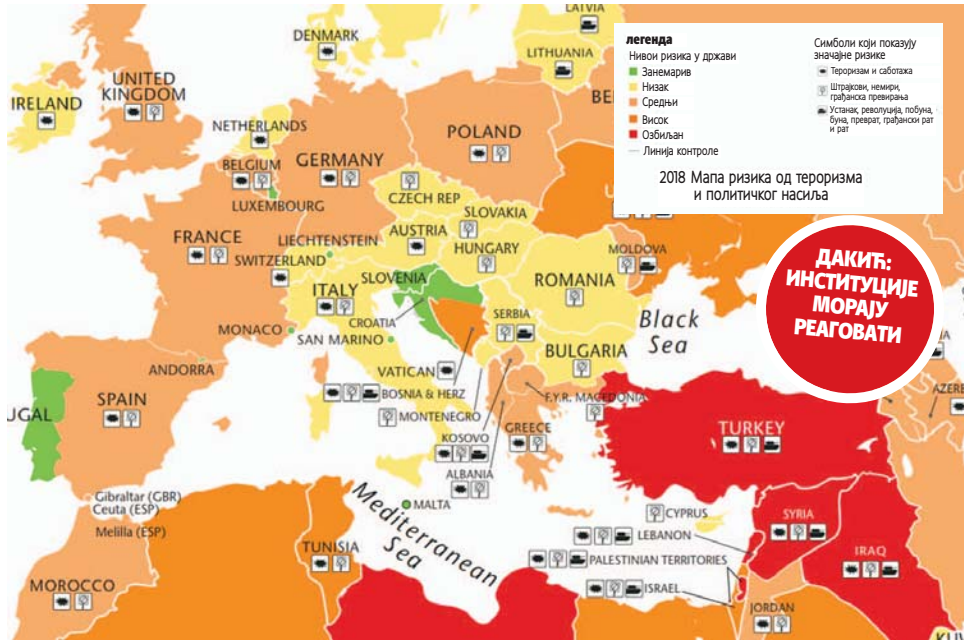 LATVIA
DENMARK
LITHUANIA
UNITED
KINGDOM
IRELAND
NETHERLANDS
POLAND
BELGIUM
GERMANY
LUXEMBOURG
CZECH REP
SLOVAKIA
FRANCE
LIECHTENSTEIN
AUSTRIA
SWITZERLAND
HUNGARY
MOLDOVA
SLOVENIA
ROMANIA
ITALY
CROATIA
SERBIA
MONACO
SAN MARINO
Black
Sea
BULGARIA
ANDORRA
VATICAN
SPAIN
BOSNIA & HERZ
F.Y.R. MACEDONIA
MONTENEGRO
GREECE
TURKEY
KOSOVO
ALBANIA
Gibraltar (GBR)
Ceuta (ESP)
MALTA
Melilla (ESP)
Mediterranean
Sea
CYPRUS
SYRIA
LEBANON
TUNISIA
PALESTINIAN TERRITORIES
IRAQ
MOROCCO
ISRAEL
JORDAN
легенда
Нивои ризика у држави
Занемарив
Низак
Средњи
Висок
Озбиљан
Линија контроле
Симболи који показују
значајне ризике
Тероризам и саботажа
Штрајкови, немири,
грађанска превирања
Устанак, револуција, побуна,
буна, преврат, грађански рат
и рат
2018 Мапа ризика од тероризма
и политичког насиља
ДАКИЋ:
ИНСТИТУЦИЈЕ
МОРАЈУ
РЕАГОВАТИ